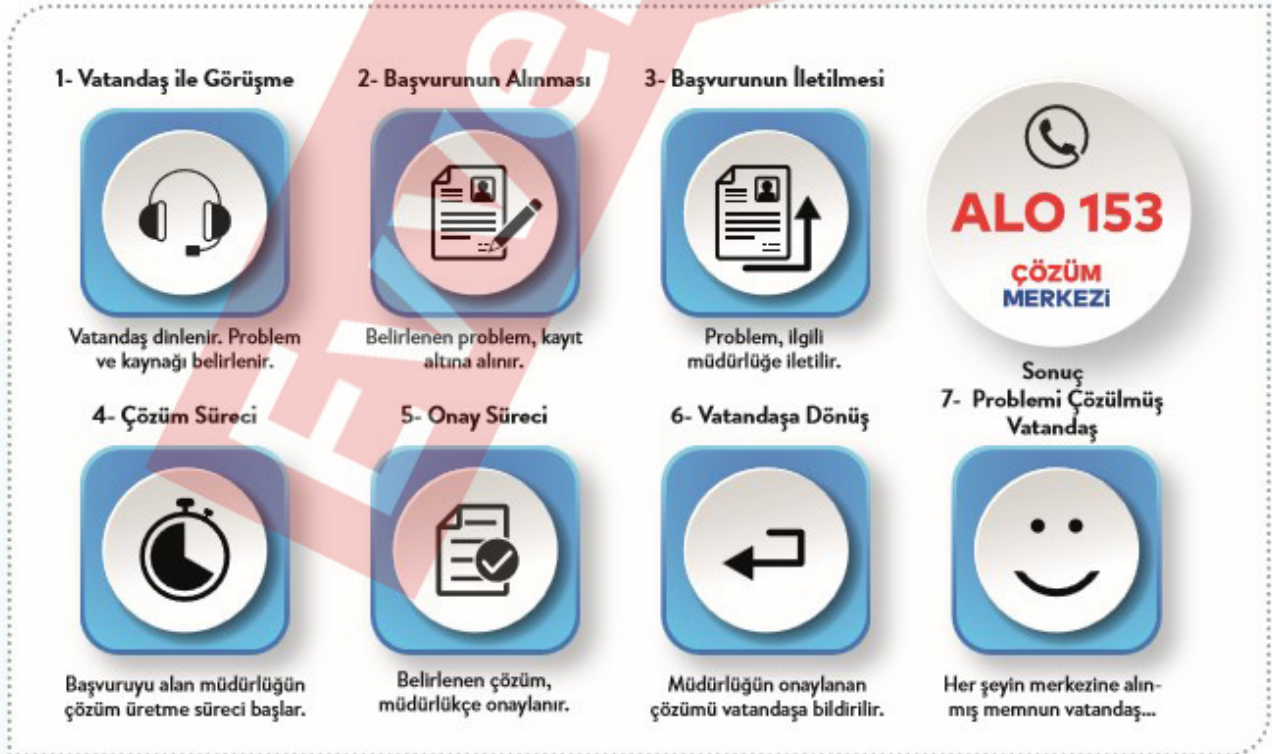 1- Vatandaş ile Görüşme
2- Başvurunun Alınması
3- Başvurunun İletilmesi
ALO 153
ÇÖZÜM
MERKEZİ
Vatandaş dinlenir. Problem
ve kaynağı belirlenir.
Belirlenen problem, kayıt
altına alınır.
Problem, ilgili
müdürlüğe iletilir.
4- Çözüm Süreci
5- Onay Süreci
6- Vatandaşa Dönüş
Sonuç
7- Problemi Çözülmüş
Vatandaş
Başvuruyu alan müdürlüğün
çözüm üretme süreci başlar.
Belirlenen çözüm,
müdürlükçe onaylanır.
Müdürlüğün onaylanan
çözümü vatandaşa bildirilir.
Her şeyin merkezine alın-
mış memnun vatandaş...